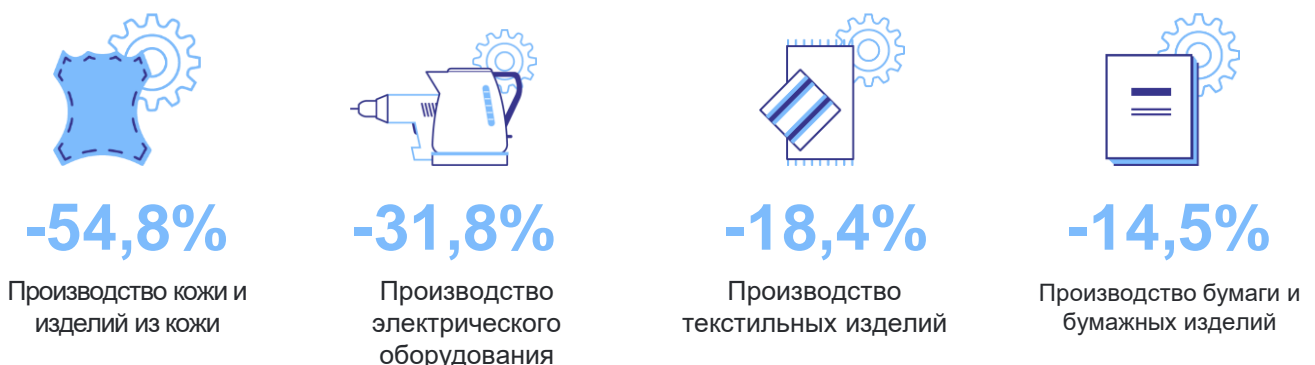 -54,8%
Производство кожи и
изделий из кожи
-31,8%
Производство
электрического
оборудования
-18,4%
Производство
текстильных изделий
-14,5%
Производство бумаги и
бумажных изделий